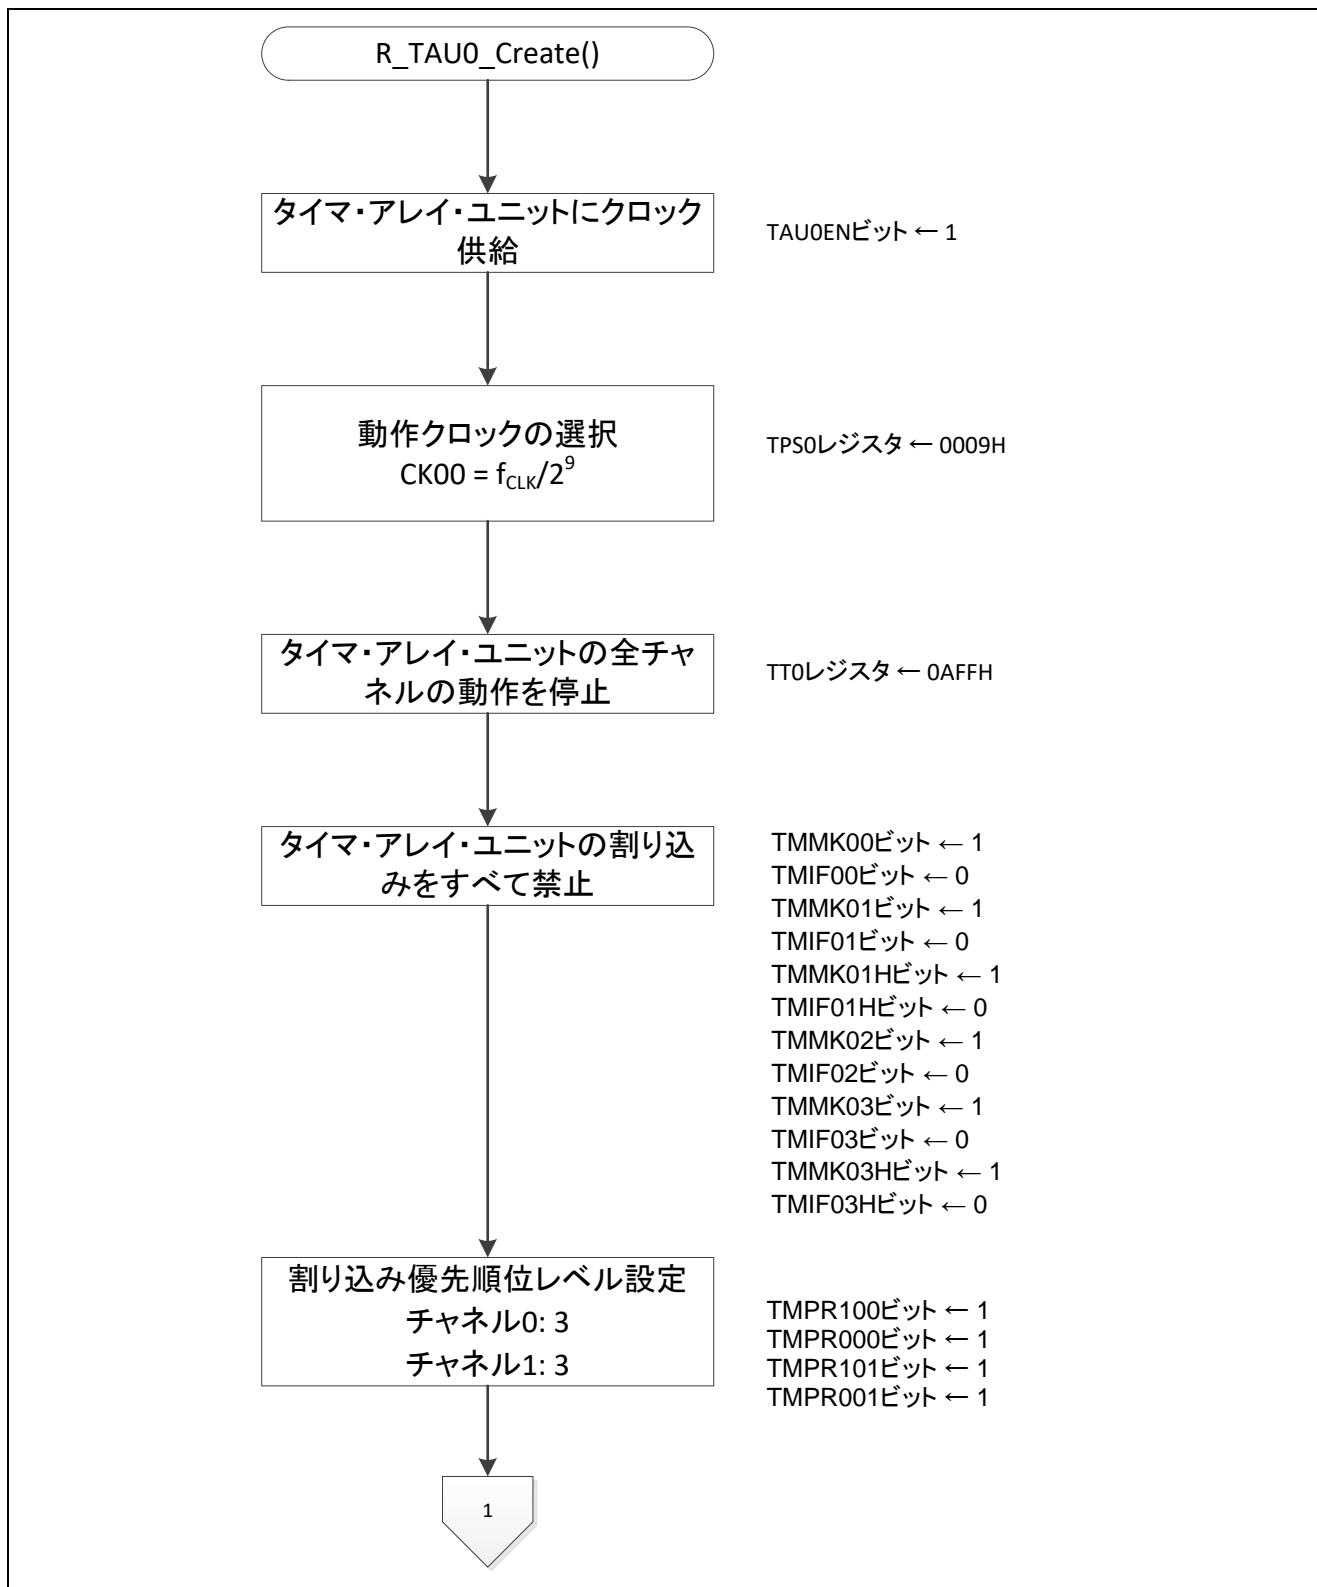 R_TAU0_Create()
タイマ・アレイ・ユニットにクロック
供給
TAU0ENビット ← 1
動作クロックの選択
CK00 = fCLK/2^9
TPS0レジスタ ← 0009H
タイマ・アレイ・ユニットの全チャ
ネルの動作を停止
TT0レジスタ ← 0AFFH
タイマ・アレイ・ユニットの割り込
みをすべて禁止
TMMK00ビット ← 1
TMIF00ビット ← 0
TMMK01ビット ← 1
TMIF01ビット ← 0
TMMK01Hビット ← 1
TMIF01Hビット ← 0
TMMK02ビット ← 1
TMIF02ビット ← 0
TMMK03ビット ← 1
TMIF03ビット ← 0
TMMK03Hビット ← 1
TMIF03Hビット ← 0
割り込み優先順位レベル設定
チャネル0: 3
チャネル1: 3
TMPR100ビット ← 1
TMPR000ビット ← 1
TMPR101ビット ← 1
TMPR001ビット ← 1
1